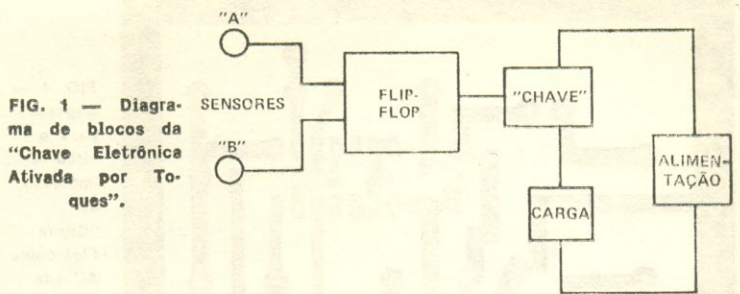 FIG. 1 — Diagra-
ma de blocos da
“Chave Eletrônica
Ativada por To-
ques”.
"A"
SENSORES
"B"
FLIP-
FLOP
"CHAVE"
CARGA
ALIMEN-
TAÇÃO